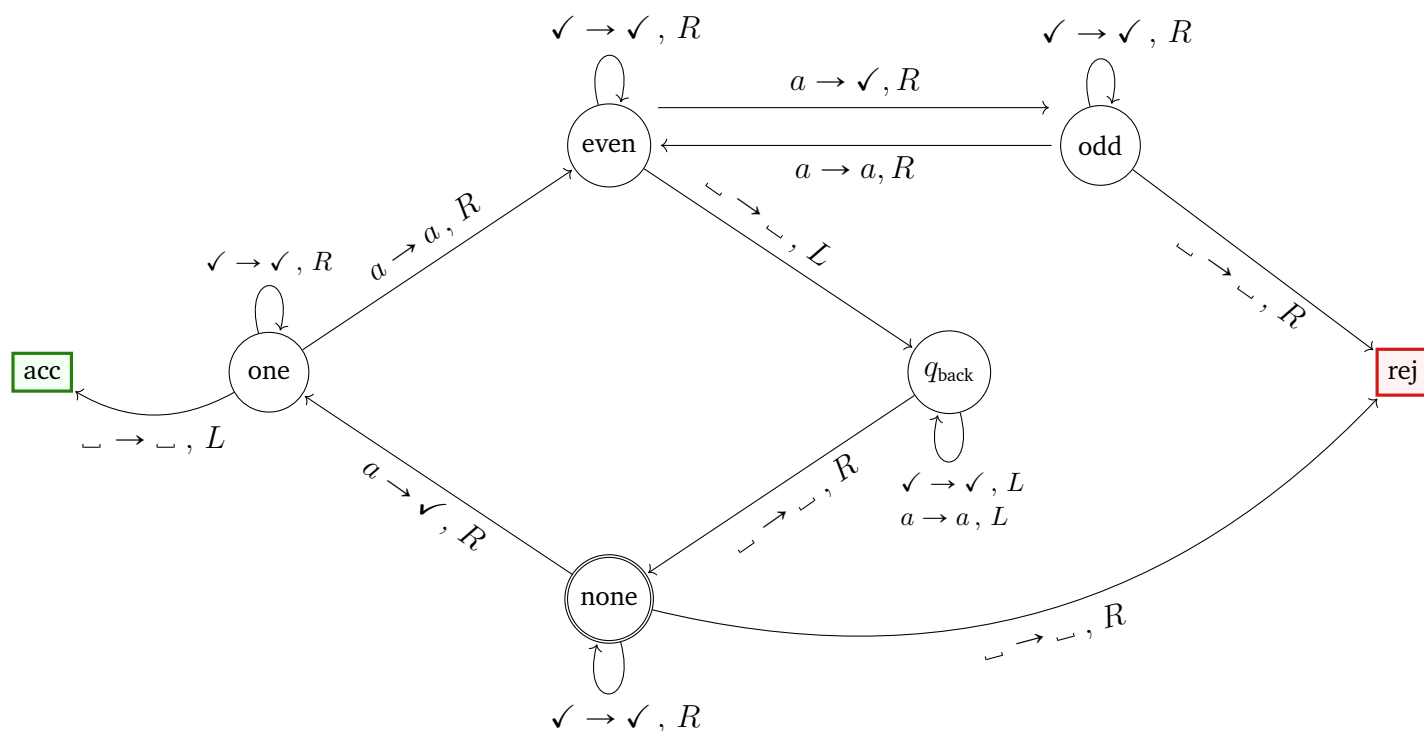 ✓ → ✓ , R
✓ → ✓ , R
a → ✓, R
even
odd
a → a, R
␣ → ␣ , L
a → a , R
✓ → ✓ , R
␣ → ␣ , R
acc
one
q_back
rej
␣ → ␣ , L
a → ✓ , R
␣ → ␣ , R
✓ → ✓ , L
a → a , L
none
␣ → ␣ , R
✓ → ✓ , R